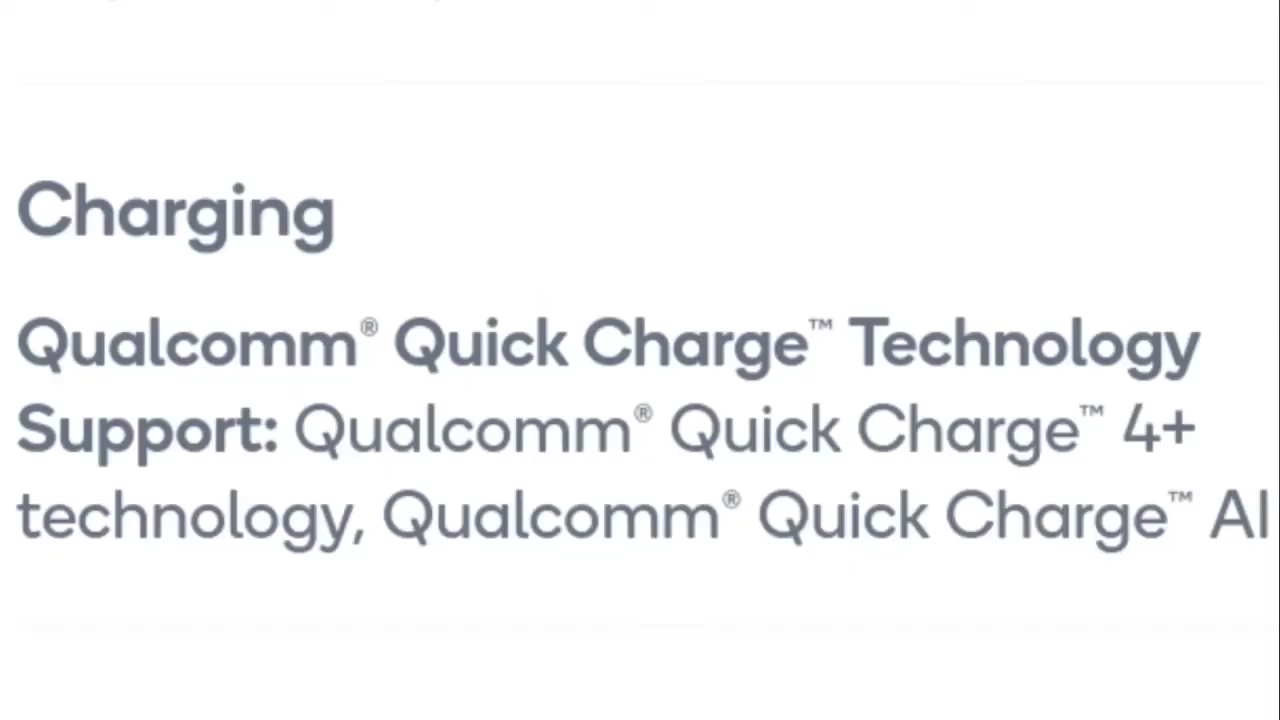 Charging
Qualcomm® Quick Charge™ Technology
Support: Qualcomm® Quick Charge™ 4+
technology, Qualcomm® Quick Charge™ AI